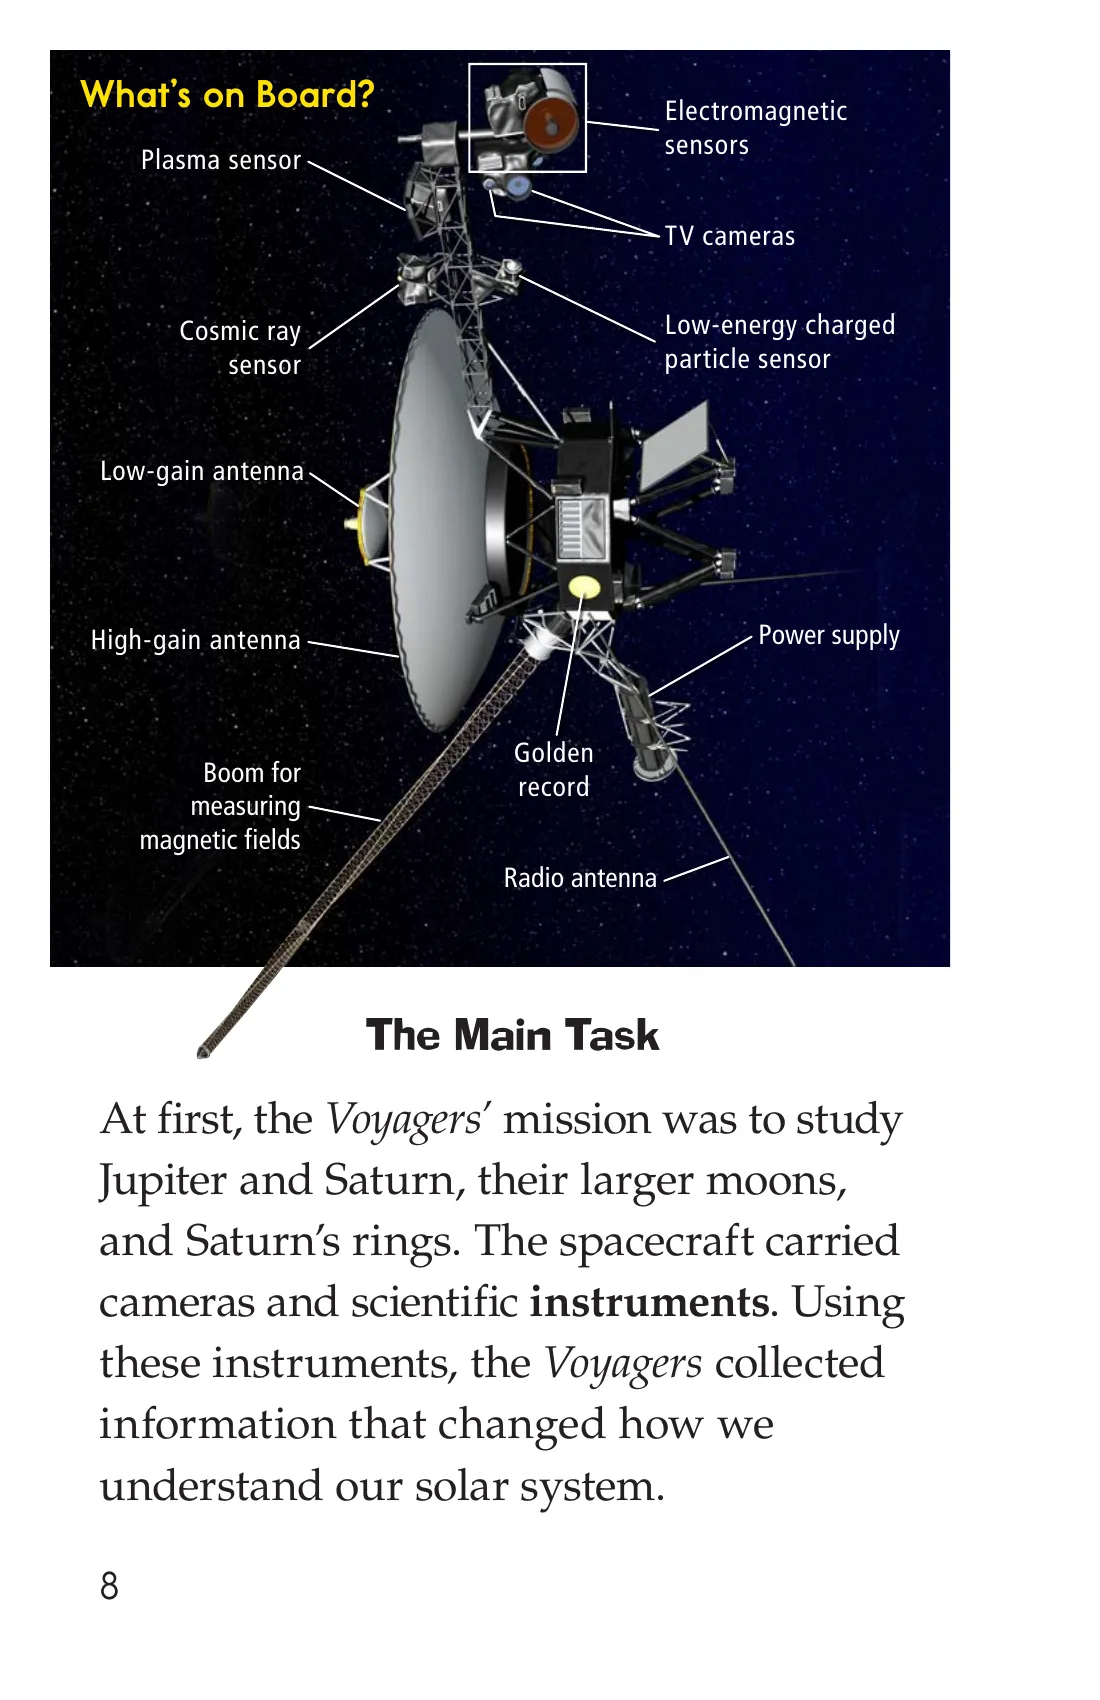 What's on Board?
Plasma sensor
Electromagnetic
sensors
TV cameras
Cosmic ray
sensor
Low-energy charged
particle sensor
Low-gain antenna
High-gain antenna
Power supply
Golden
record
Boom for
measuring
magnetic fields
Radio antenna
The Main Task
At first, the Voyagers' mission was to study
Jupiter and Saturn, their larger moons,
and Saturn's rings. The spacecraft carried
cameras and scientific instruments. Using
these instruments, the Voyagers collected
information that changed how we
understand our solar system.
8